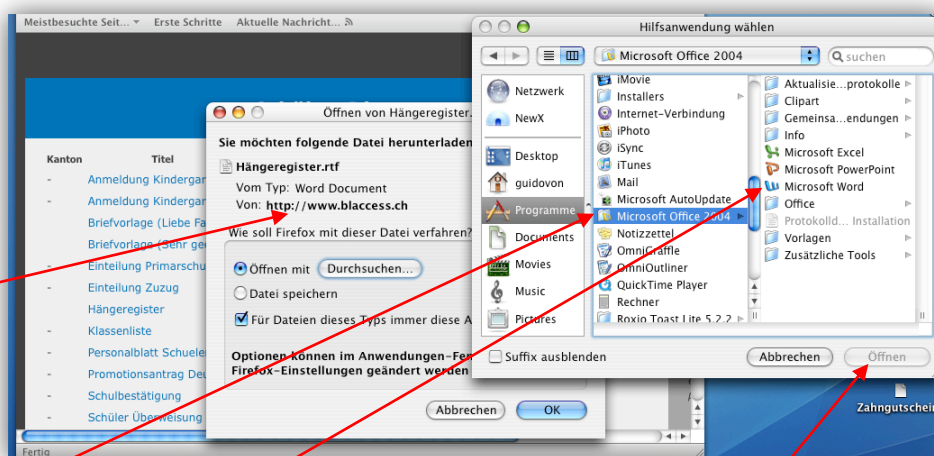 Meistbesuchte Seit... Erste Schritte Aktuelle Nachricht...
Kanton Titel
- Anmeldung Kindergar
- Anmeldung Kindergar
Briefvorlage (Liebe Fa
Briefvorlage (Sehr gee
- Einteilung Primarschu
- Einteilung Zuzug
Hängeregister
- Klassenliste
- Personalblatt Schuele
- Promotionsantrag Deu
- Schulbestätigung
- Schüler Überweisung
Fertig
Öffnen von Hängeregister.
Sie möchten folgende Datei herunterladen
Hängeregister.rtf
Vom Typ: Word Document
Von: http://www.blaccess.ch
Wie soll Firefox mit dieser Datei verfahren?
Öffnen mit Durchsuchen...
Datei speichern
Für Dateien dieses Typs immer diese A
Optionen können im Anwendungen-Fen
Firefox-Einstellungen geändert werden
Abbrechen OK
Hilfsanwendung wählen
Microsoft Office 2004 suchen
Netzwerk
NewX
Desktop
guidovon
Programme
Documents
Movies
Music
Pictures
iMovie
Installers
Internet-Verbindung
iPhoto
iSync
iTunes
Mail
Microsoft AutoUpdate
Microsoft Office 2004
Notizzettel
OmniGraffle
OmniOutliner
QuickTime Player
Rechner
Roxio Toast Lite 5.2.2
Aktualisie...protokolle
Clipart
Gemeinsa...endungen
Info
Microsoft Excel
Microsoft PowerPoint
Microsoft Word
Office
Protokolld... Installation
Vorlagen
Zusätzliche Tools
Suffix ausblenden
Abbrechen Öffnen
Zahngutschein